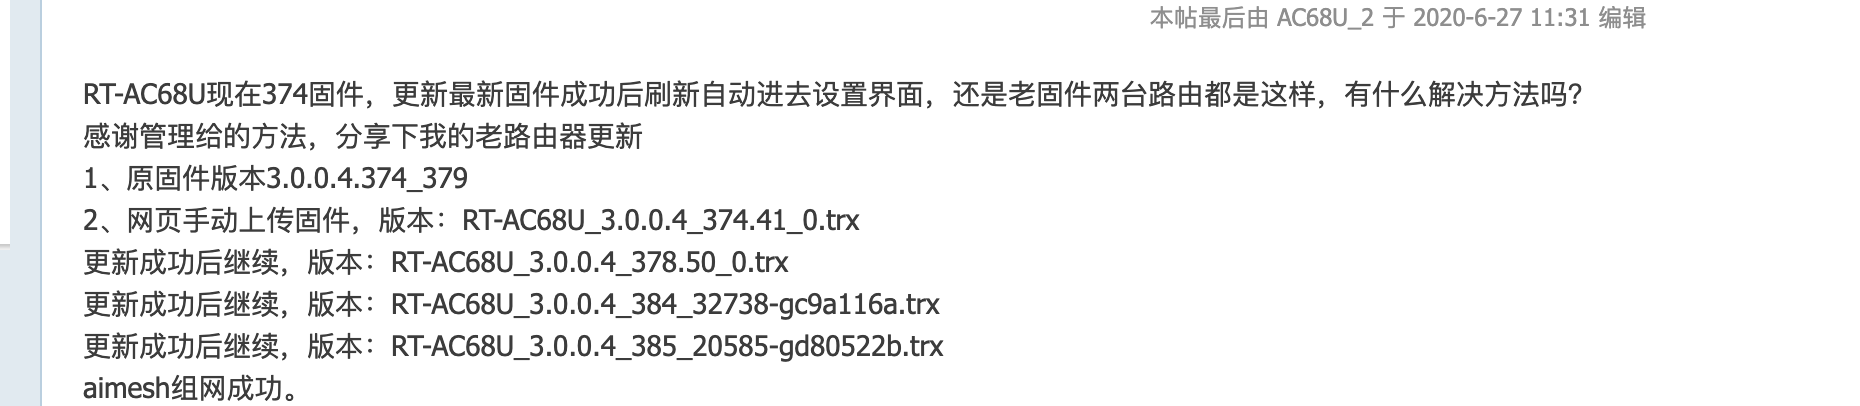 本帖最后由 AC68U_2 于 2020-6-27 11:31 编辑
RT-AC68U现在374固件，更新最新固件成功后刷新自动进去设置界面，还是老固件两台路由都是这样，有什么解决方法吗?
感谢管理给的方法，分享下我的老路由器更新
1、原固件版本3.0.0.4.374_379
2、网页手动上传固件，版本：RT-AC68U_3.0.0.4_374.41_0.trx
更新成功后继续，版本：RT-AC68U_3.0.0.4_378.50_0.trx
更新成功后继续，版本：RT-AC68U_3.0.0.4_384_32738-gc9a116a.trx
更新成功后继续，版本：RT-AC68U_3.0.0.4_385_20585-gd80522b.trx
aimesh组网成功。